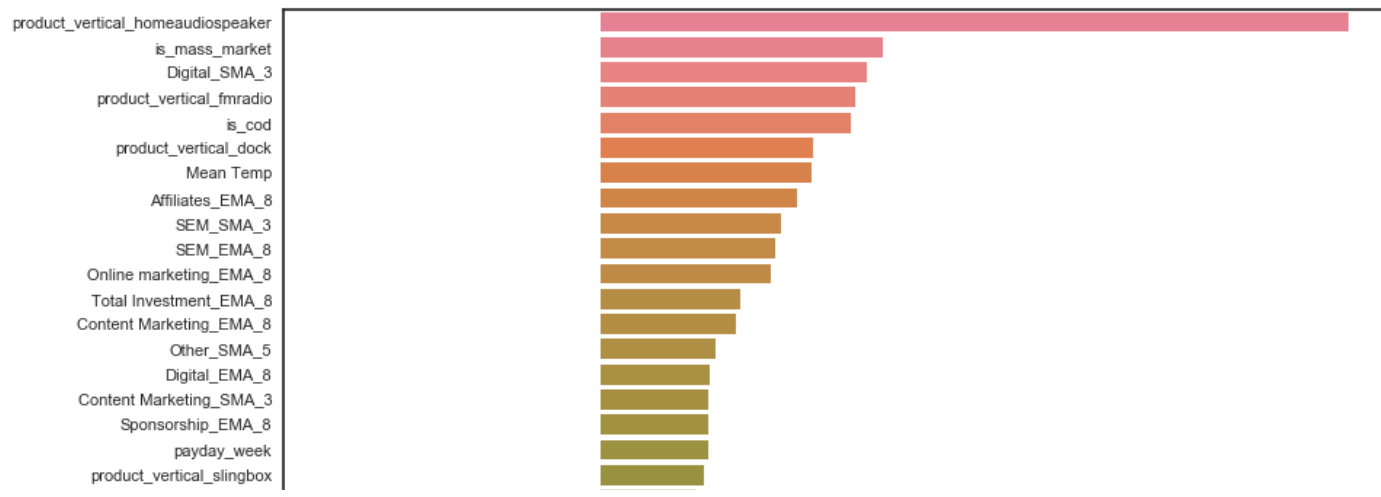 product_vertical_homeaudiospeaker
is_mass_market
Digital_SMA_3
product_vertical_fmradio
is_cod
product_vertical_dock
Mean Temp
Affiliates_EMA_8
SEM_SMA_3
SEM_EMA_8
Online marketing_EMA_8
Total Investment_EMA_8
Content Marketing_EMA_8
Other_SMA_5
Digital_EMA_8
Content Marketing_SMA_3
Sponsorship_EMA_8
payday_week
product_vertical_slingbox